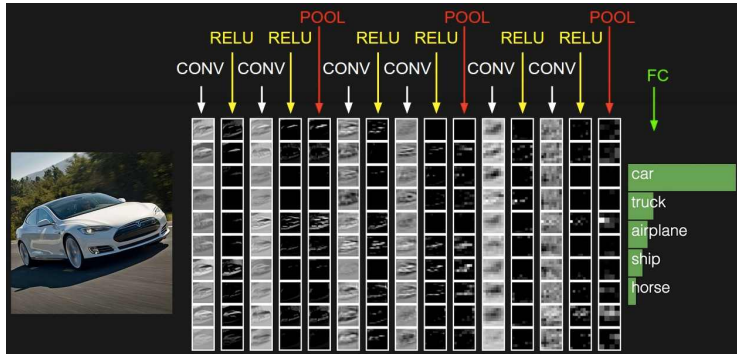 POOL POOL POOL
RELU RELU RELU RELU RELU RELU
CONV CONV CONV CONV CONV CONV
FC
car
truck
airplane
ship
horse